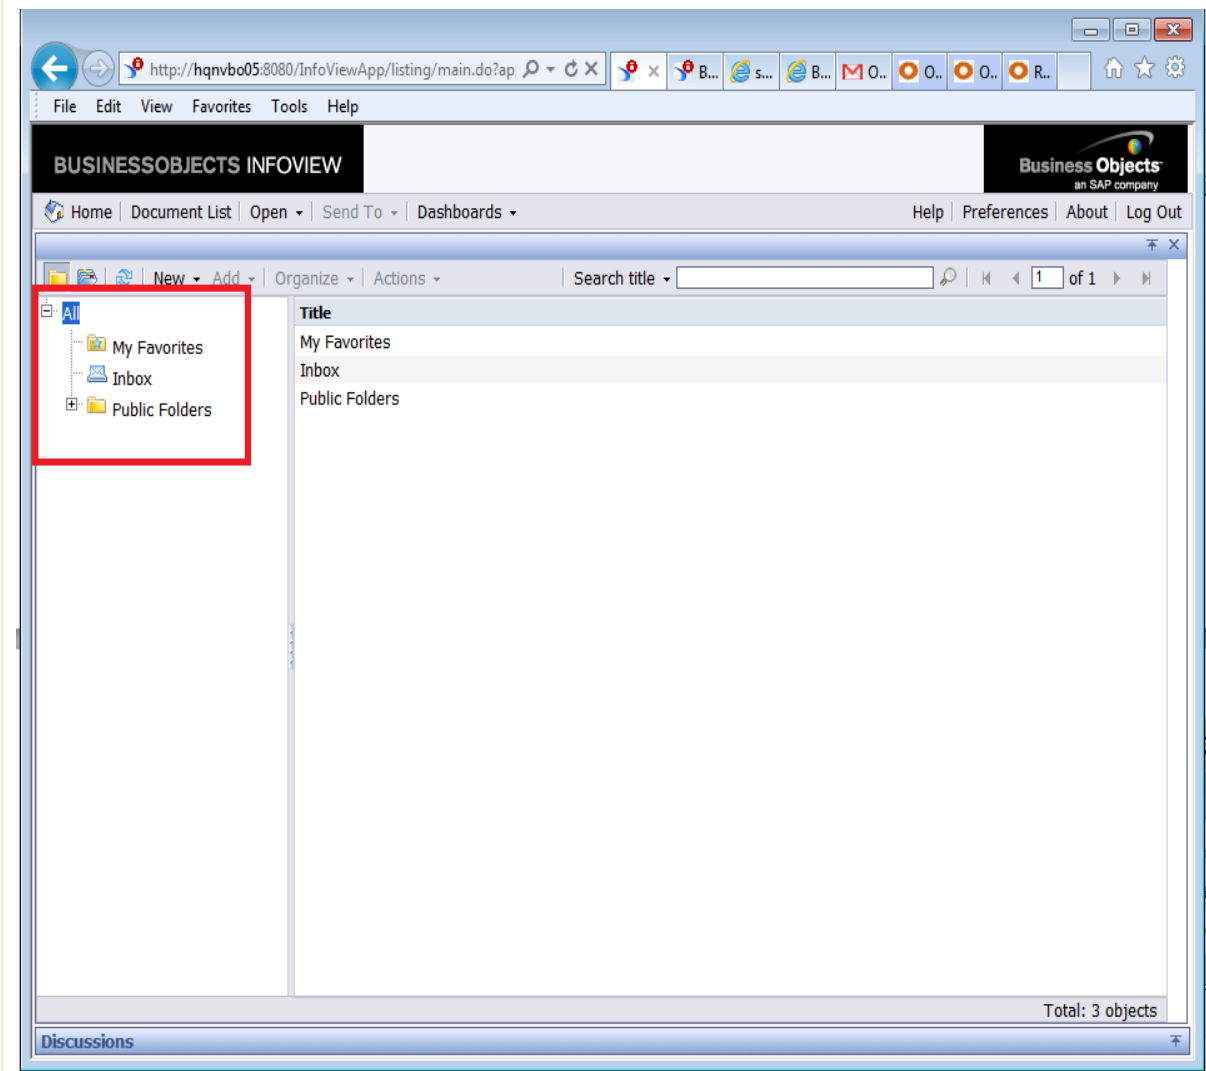 http://hqnvbo05:8080/InfoViewApp/listing/main.do?ap
B...
s...
B...
O..
O..
O..
R..
File Edit View Favorites Tools Help
BUSINESSOBJECTS INFOVIEW
Business Objects
an SAP company
Home Document List Open Send To Dashboards Help Preferences About Log Out
New Add Organize Actions Search title 1 of 1
All
My Favorites
Inbox
Public Folders
Title
My Favorites
Inbox
Public Folders
Total: 3 objects
Discussions